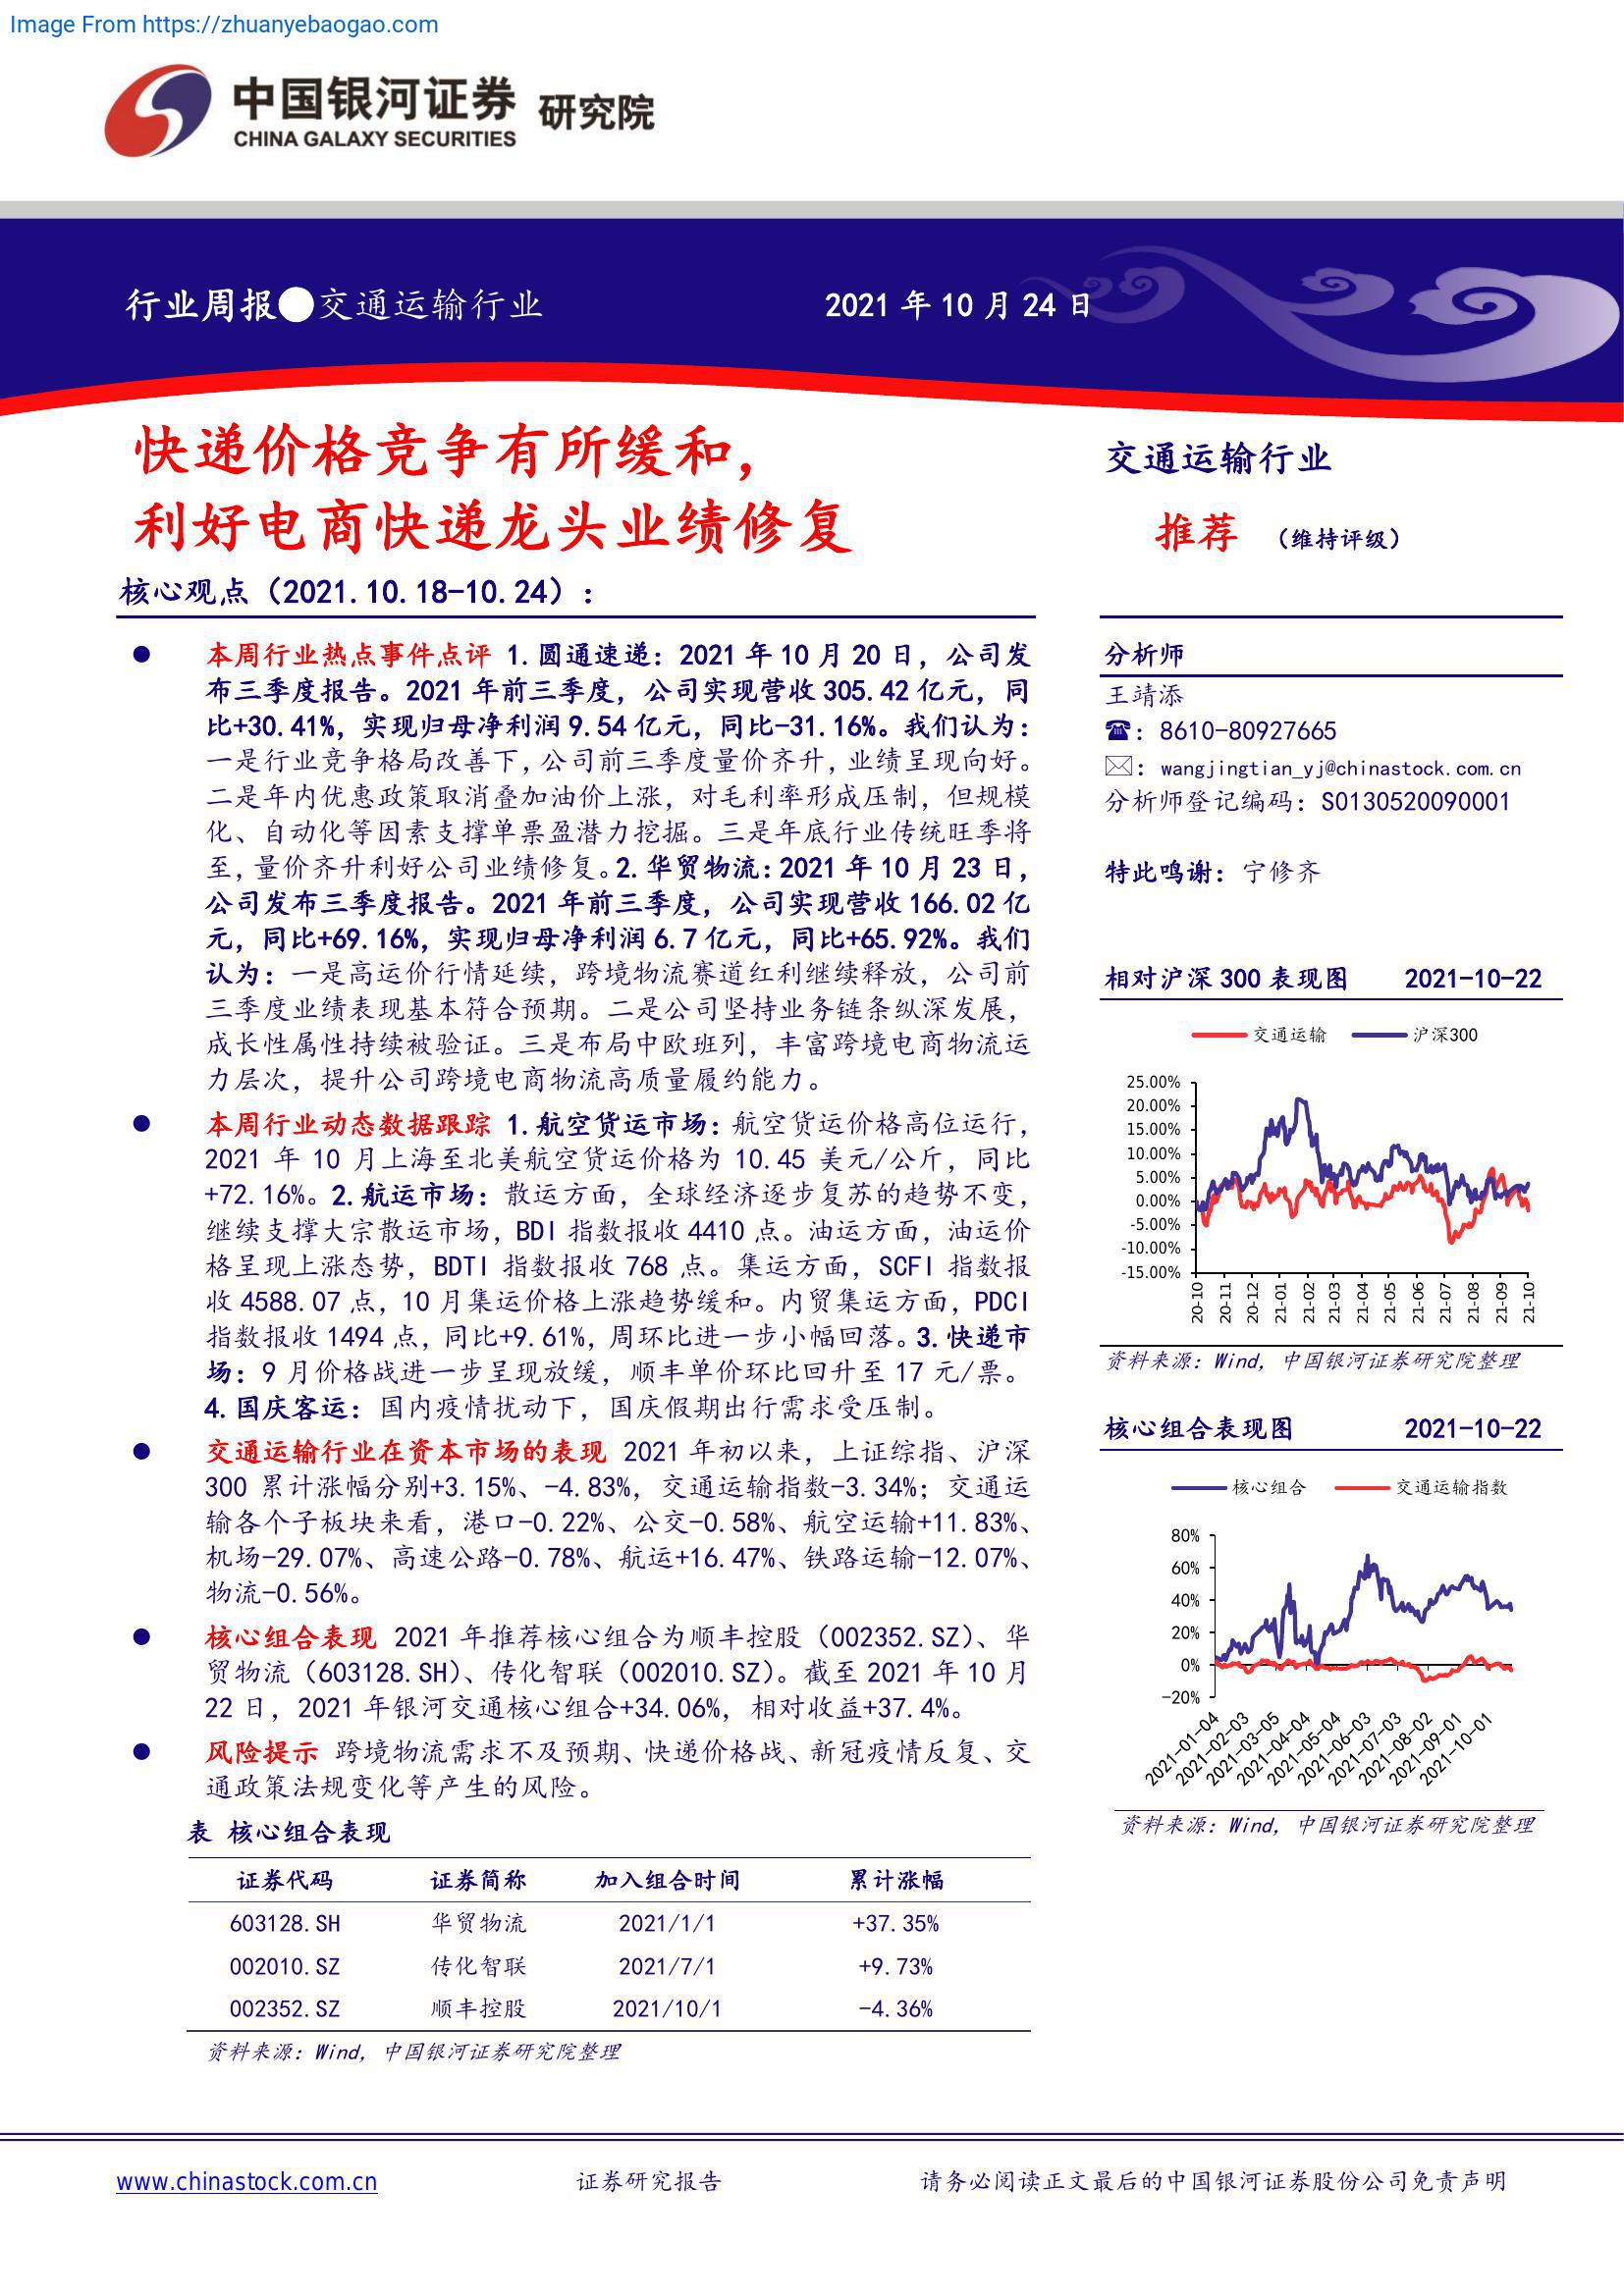 Image From https://zhuanyebaogao.com
中国银河证券 研究院
CHINA GALAXY SECURITIES
行业周报●交通运输行业
2021 年 10 月 24 日
快递价格竞争有所缓和，
利好电商快递龙头业绩修复
核心观点（2021.10.18-10.24）：
● 本周行业热点事件点评 1.圆通速递：2021 年 10 月 20 日，公司发
布三季度报告。2021 年前三季度，公司实现营收 305.42 亿元，同
比+30.41%，实现归母净利润 9.54 亿元，同比-31.16%。我们认为：
一是行业竞争格局改善下，公司前三季度量价齐升，业绩呈现向好。
二是年内优惠政策取消叠加油价上涨，对毛利率形成压制，但规模
化、自动化等因素支撑单票盈潜力挖掘。三是年底行业传统旺季将
至，量价齐升利好公司业绩修复。2.华贸物流：2021 年 10 月 23 日，
公司发布三季度报告。2021 年前三季度，公司实现营收 166.02 亿
元，同比+69.16%，实现归母净利润 6.7 亿元，同比+65.92%。我们
认为：一是高运价行情延续，跨境物流赛道红利继续释放，公司前
三季度业绩表现基本符合预期。二是公司坚持业务链条纵深发展，
成长性属性持续被验证。三是布局中欧班列，丰富跨境电商物流运
力层次，提升公司跨境电商物流高质量履约能力。
● 本周行业动态数据跟踪 1.航空货运市场：航空货运价格高位运行，
2021 年 10 月上海至北美航空货运价格为 10.45 美元/公斤，同比
+72.16%。2.航运市场：散运方面，全球经济逐步复苏的趋势不变，
继续支撑大宗散运市场，BDI 指数报收 4410 点。油运方面，油运价
格呈现上涨态势，BDTI 指数报收 768 点。集运方面，SCFI 指数报
收 4588.07 点，10 月集运价格上涨趋势缓和。内贸集运方面，PDCI
指数报收 1494 点，同比+9.61%，周环比进一步小幅回落。3.快递市
场：9 月价格战进一步呈现放缓，顺丰单价环比回升至 17 元/票。
4.国庆客运：国内疫情扰动下，国庆假期出行需求受压制。
● 交通运输行业在资本市场的表现 2021 年初以来，上证综指、沪深
300 累计涨幅分别+3.15%、-4.83%，交通运输指数-3.34%；交通运
输各个子板块来看，港口-0.22%、公交-0.58%、航空运输+11.83%、
机场-29.07%、高速公路-0.78%、航运+16.47%、铁路运输-12.07%、
物流-0.56%。
● 核心组合表现 2021 年推荐核心组合为顺丰控股（002352.SZ）、华
贸物流（603128.SH）、传化智联（002010.SZ）。截至 2021 年 10 月
22 日，2021 年银河交通核心组合+34.06%，相对收益+37.4%。
● 风险提示 跨境物流需求不及预期、快递价格战、新冠疫情反复、交
通政策法规变化等产生的风险。
表 核心组合表现
证券代码 证券简称 加入组合时间 累计涨幅
603128.SH 华贸物流 2021/1/1 +37.35%
002010.SZ 传化智联 2021/7/1 +9.73%
002352.SZ 顺丰控股 2021/10/1 -4.36%
资料来源：Wind，中国银河证券研究院整理
交通运输行业
推荐 （维持评级）
分析师
王靖添
☎：8610-80927665
✉：wangjingtian_yj@chinastock.com.cn
分析师登记编码：S0130520090001
特此鸣谢：宁修齐
相对沪深 300 表现图 2021-10-22
交通运输 沪深300
25.00%
20.00%
15.00%
10.00%
5.00%
0.00%
-5.00%
-10.00%
-15.00%
20-10 20-11 20-12 21-01 21-02 21-03 21-04 21-05 21-06 21-07 21-08 21-09 21-10
资料来源：Wind，中国银河证券研究院整理
核心组合表现图 2021-10-22
核心组合 交通运输指数
80%
60%
40%
20%
0%
-20%
2021-01-04 2021-02-03 2021-03-05 2021-04-04 2021-05-04 2021-06-03 2021-07-03 2021-08-02 2021-09-01 2021-10-01
资料来源：Wind，中国银河证券研究院整理
www.chinastock.com.cn 证券研究报告 请务必阅读正文最后的中国银河证券股份公司免责声明